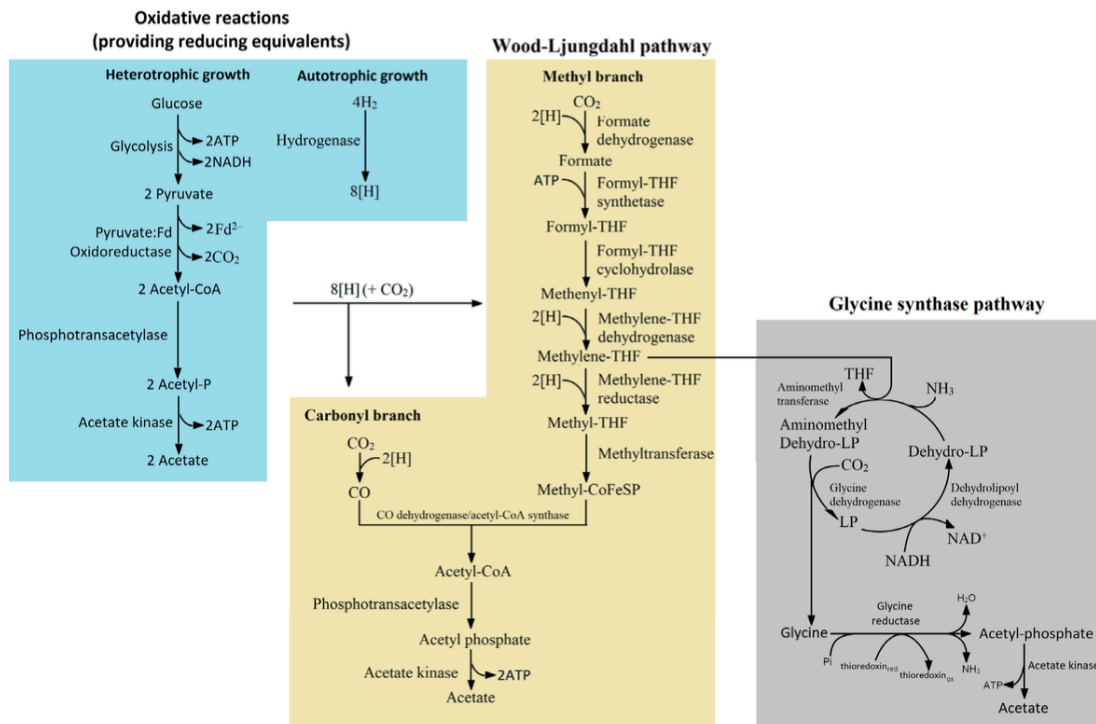 Oxidative reactions
(providing reducing equivalents)
Heterotrophic growth
Glucose
Glycolysis
2ATP
2NADH
2 Pyruvate
Pyruvate:Fd
Oxidoreductase
2Fd²⁻
2CO₂
2 Acetyl-CoA
Phosphotransacetylase
2 Acetyl-P
Acetate kinase
2ATP
2 Acetate
Autotrophic growth
4H₂
Hydrogenase
8[H]
8[H] (+ CO₂)
Wood-Ljungdahl pathway
Methyl branch
CO₂
2[H]
Formate
dehydrogenase
Formate
ATP
Formyl-THF
synthetase
Formyl-THF
Formyl-THF
cyclohydrolase
Methenyl-THF
2[H]
Methylene-THF
dehydrogenase
Methylene-THF
2[H]
Methylene-THF
reductase
Methyl-THF
Methyltransferase
Methyl-CoFeSP
Carbonyl branch
CO₂
2[H]
CO
CO dehydrogenase/acetyl-CoA synthase
Acetyl-CoA
Phosphotransacetylase
Acetyl phosphate
Acetate kinase
2ATP
Acetate
Glycine synthase pathway
THF
NH₃
Aminomethyl
transferase
Aminomethyl
Dehydro-LP
Dehydro-LP
CO₂
Glycine
dehydrogenase
Dehydrolipoyl
dehydrogenase
LP
NAD⁺
NADH
Glycine
Glycine
reductase
H₂O
Acetyl-phosphate
Pi
thioredoxin_red
thioredoxin_ox
NH₃
Acetate kinase
ATP
Acetate